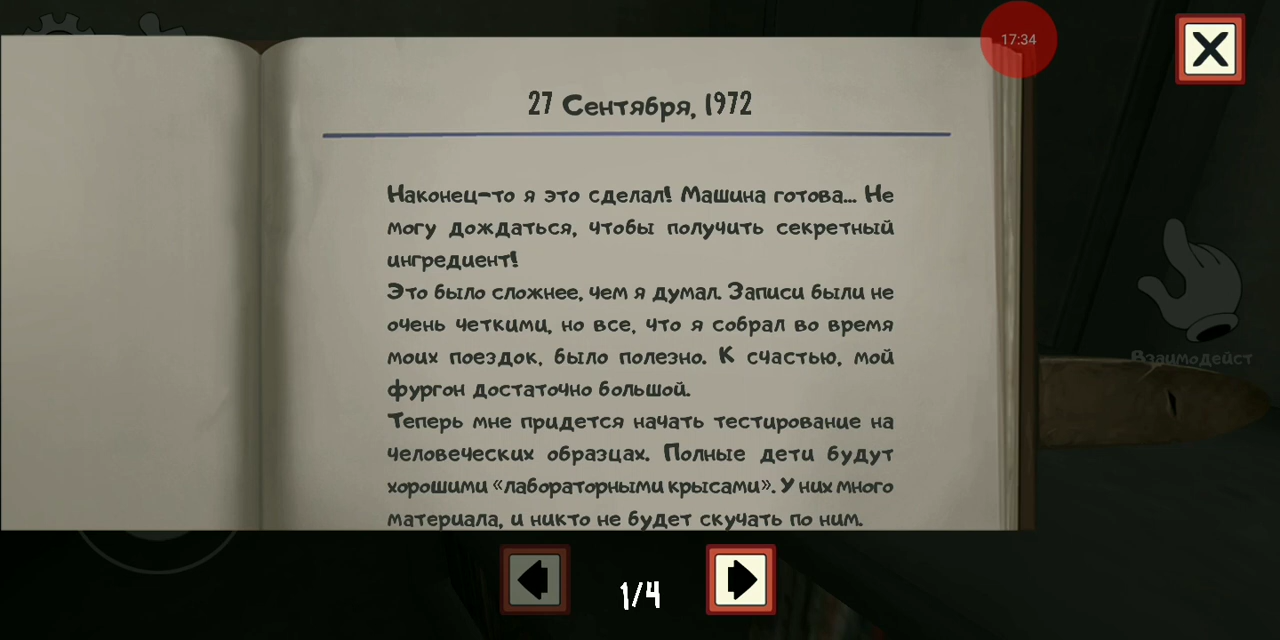 17:34
27 Сентября, 1972
Наконец-то я это сделал! Машина готова... Не
могу дождаться, чтобы получить секретный
ингредиент!
Это было сложнее, чем я думал. Записи были не
очень четкими, но все, что я собрал во время
моих поездок, было полезно. К счастью, мой
фургон достаточно большой.
Теперь мне придется начать тестирование на
человеческих образцах. Полные дети будут
хорошими «лабораторными крысами». У них много
материала, и никто не будет скучать по ним.
Взаимодейст
1/4